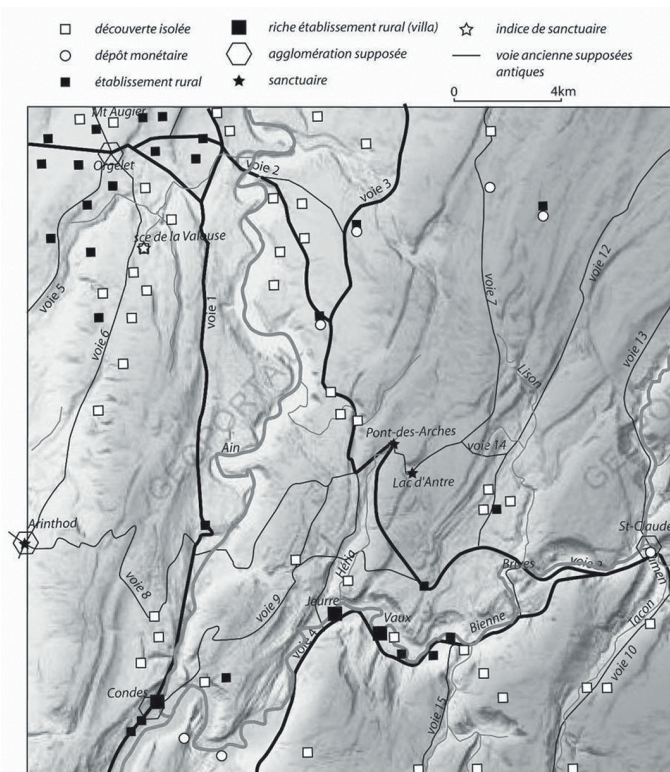 découverte isolée
dépôt monétaire
établissement rural
riche établissement rural (villa)
agglomération supposée
sanctuaire
indice de sanctuaire
voie ancienne supposées
antiques
0 4km
Mt Augier
Orgelet
voie 2
voie 3
sce de la Valouse
voie 12
voie 5
voie 1
voie 7
voie 6
voie 13
Lison
Ain
Pont-des-Arches
voie 14
Lac d'Antre
Arinthod
St-Claude
Héria
voie 8
voie 9
Jeurre
Vaux
Bienne
Tacon
voie 4
voie 10
Condes
voie 15